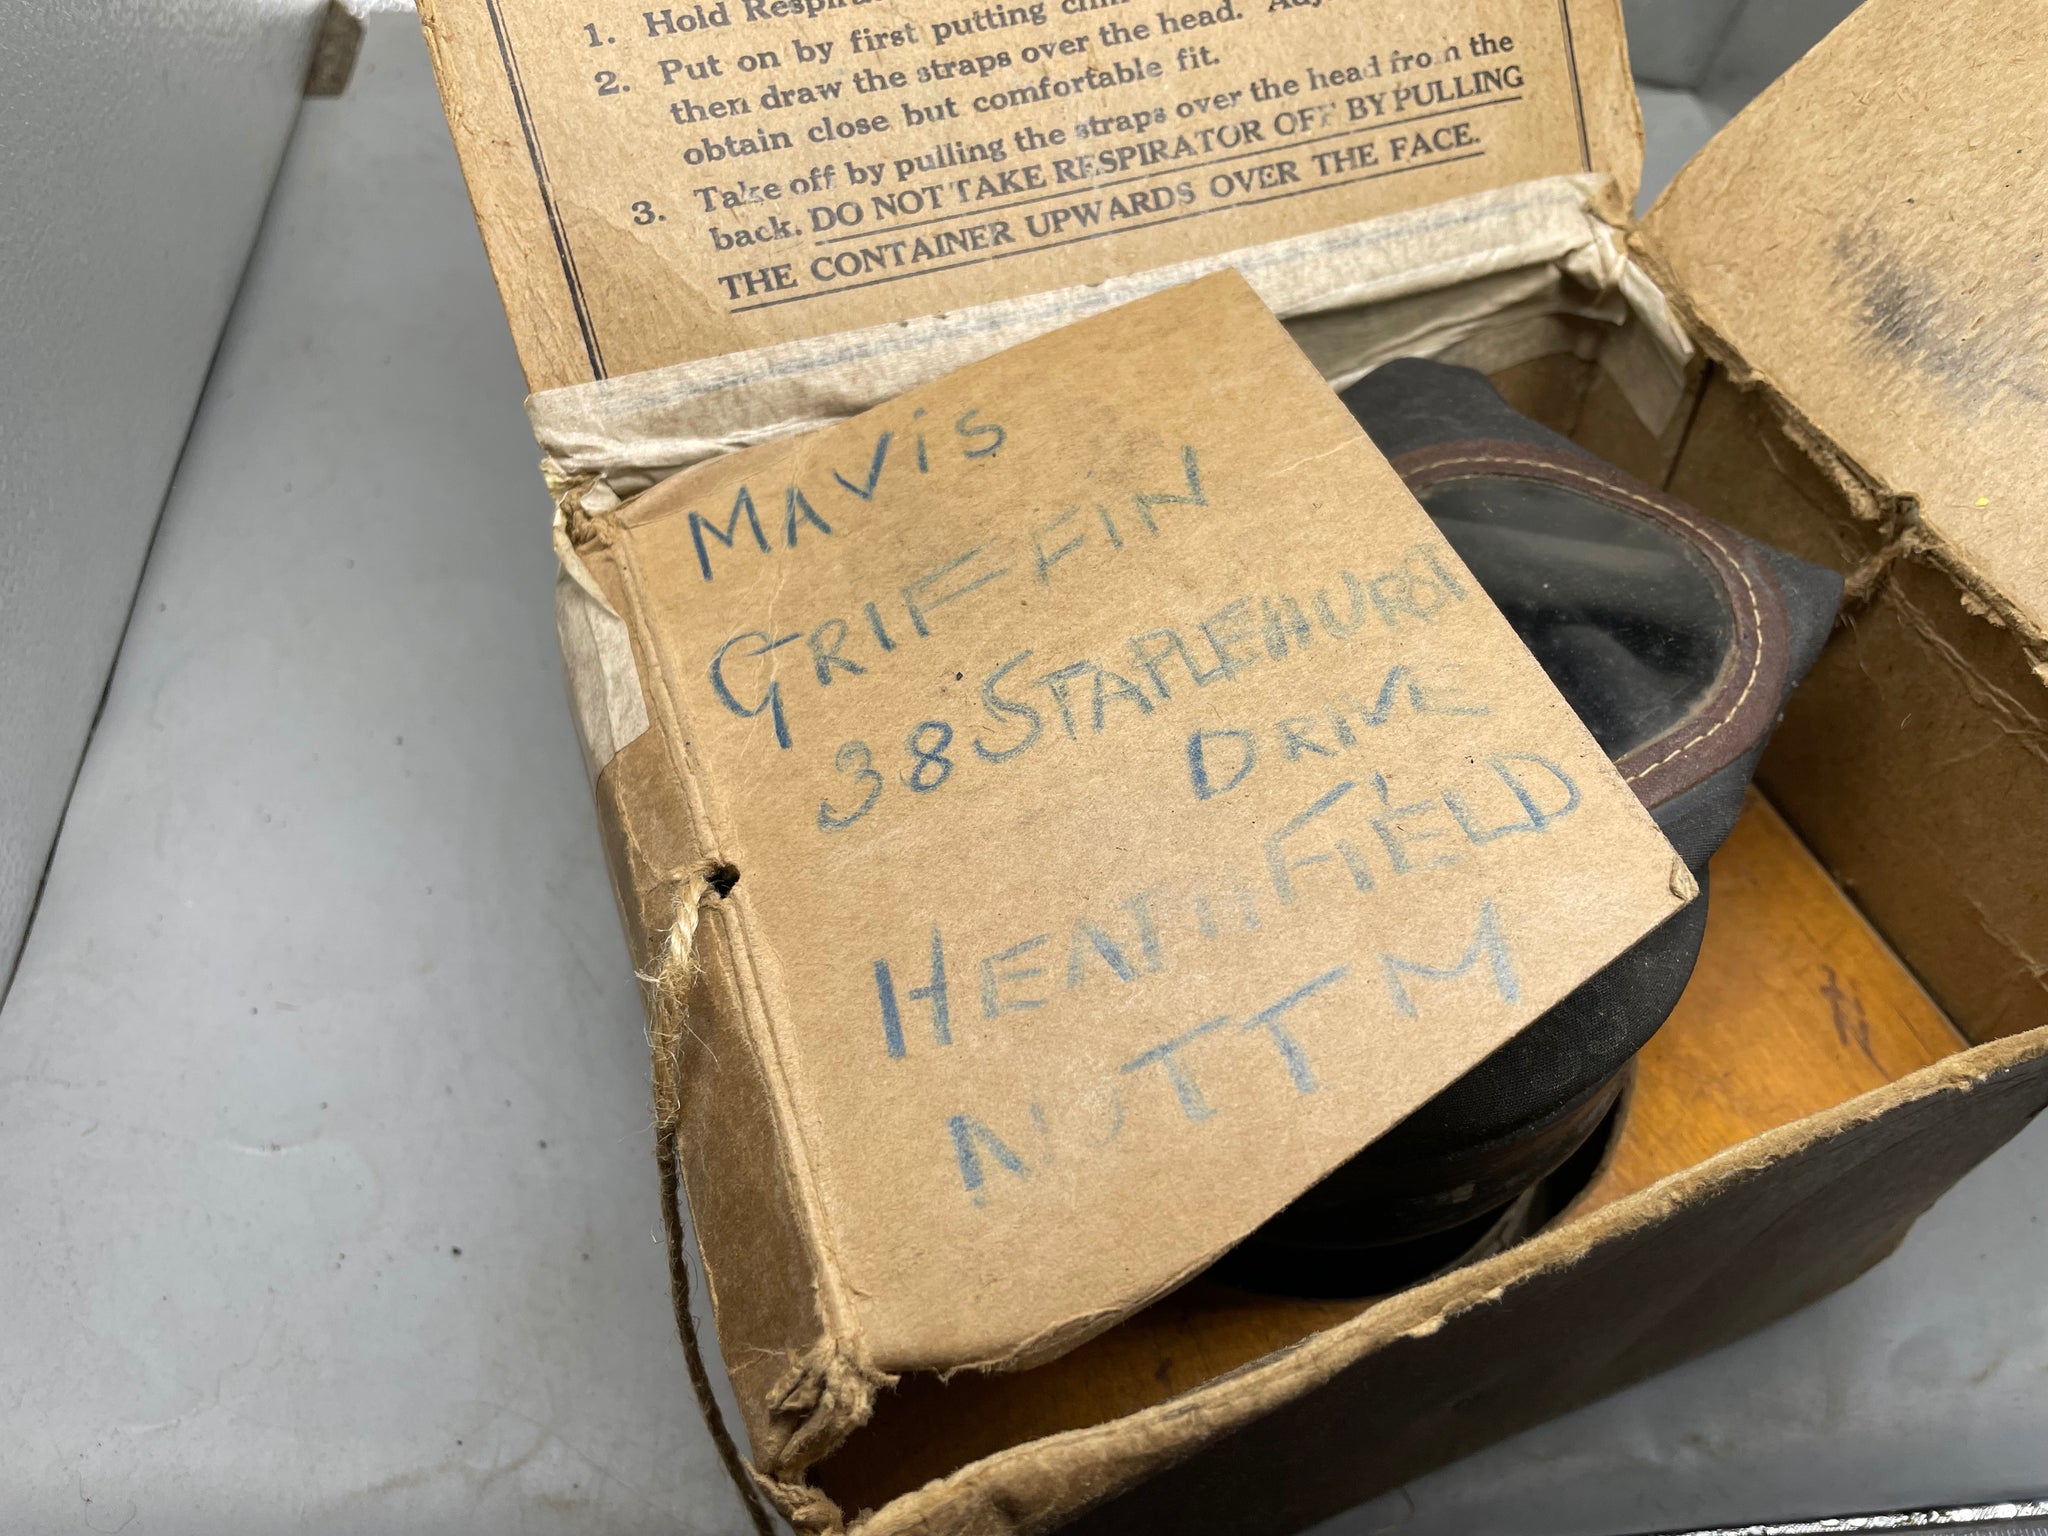 1. Hold
2. Put on by first putting
then draw the straps over the head.
obtain close but comfortable fit.
3. Take off by pulling the straps over the head from the
back. DO NOT TAKE RESPIRATOR OFF BY PULLING
THE CONTAINER UPWARDS OVER THE FACE.
MAViS
GRIFFIN
38 STAPLEHURST
DRIVE
HEATHFIELD
NOTTM